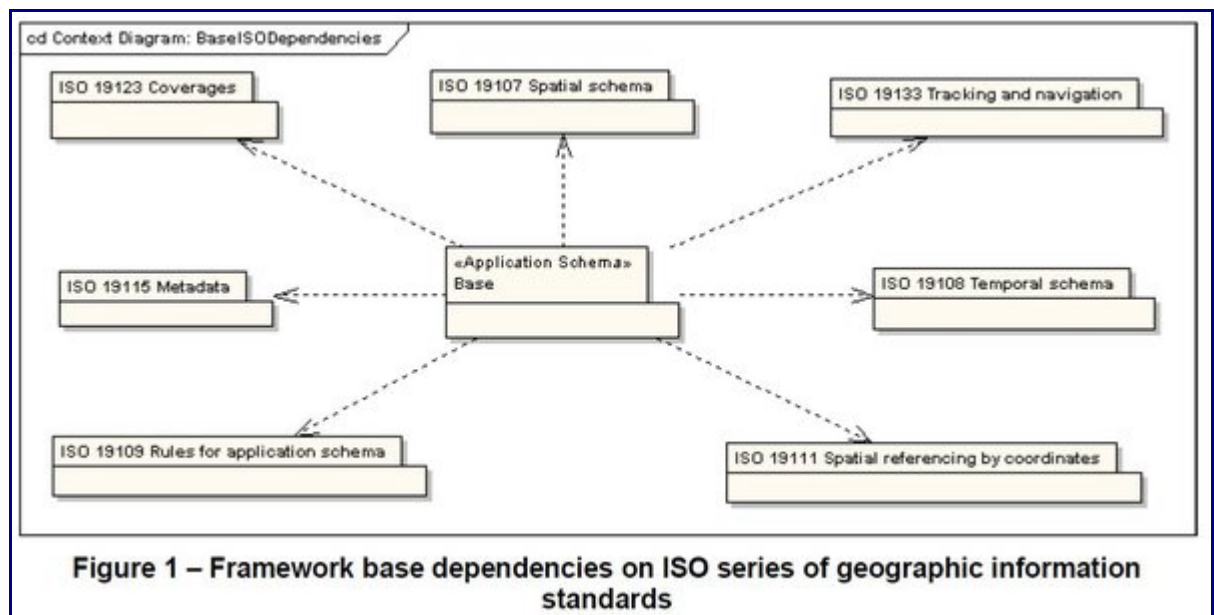 cd Context Diagram: BaseISODependencies
ISO 19123 Coverages
ISO 19107 Spatial schema
ISO 19133 Tracking and navigation
«Application Schema»
Base
ISO 19115 Metadata
ISO 19108 Temporal schema
ISO 19109 Rules for application schema
ISO 19111 Spatial referencing by coordinates
Figure 1 – Framework base dependencies on ISO series of geographic information
standards